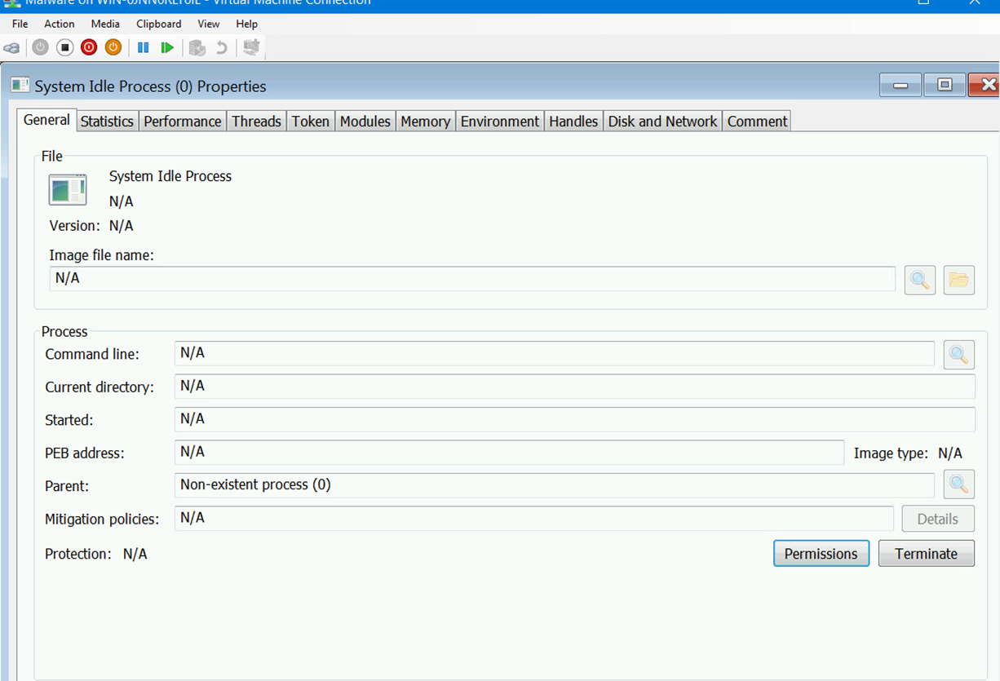 Malware on WIN- - Virtual Machine Connection
File Action Media Clipboard View Help
System Idle Process (0) Properties
General Statistics Performance Threads Token Modules Memory Environment Handles Disk and Network Comment
File
System Idle Process
N/A
Version: N/A
Image file name:
N/A
Process
Command line: N/A
Current directory: N/A
Started: N/A
PEB address: N/A Image type: N/A
Parent: Non-existent process (0)
Mitigation policies: N/A Details
Protection: N/A Permissions Terminate